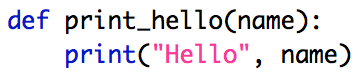 def print_hello(name):
    print("Hello", name)